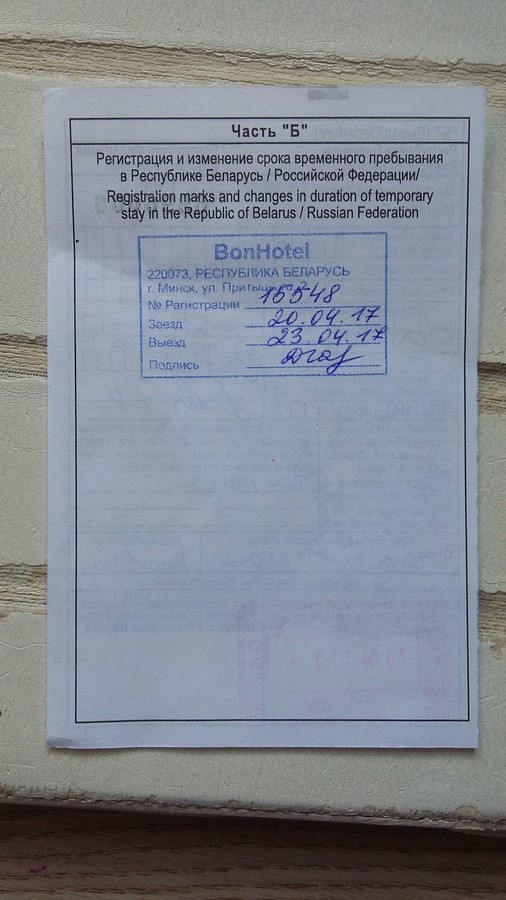 Часть "Б"
Регистрация и изменение срока временного пребывания
в Республике Беларусь / Российской Федерации/
Registration marks and changes in duration of temporary
stay in the Republic of Belarus / Russian Federation
BonHotel
220073, РЕСПУБЛИКА БЕЛАРУСЬ
г. Минск, ул. Притыцкого 2
№ Регистрации 15548
Заезд 20.04.17
Выезд 23.04.17
Подпись